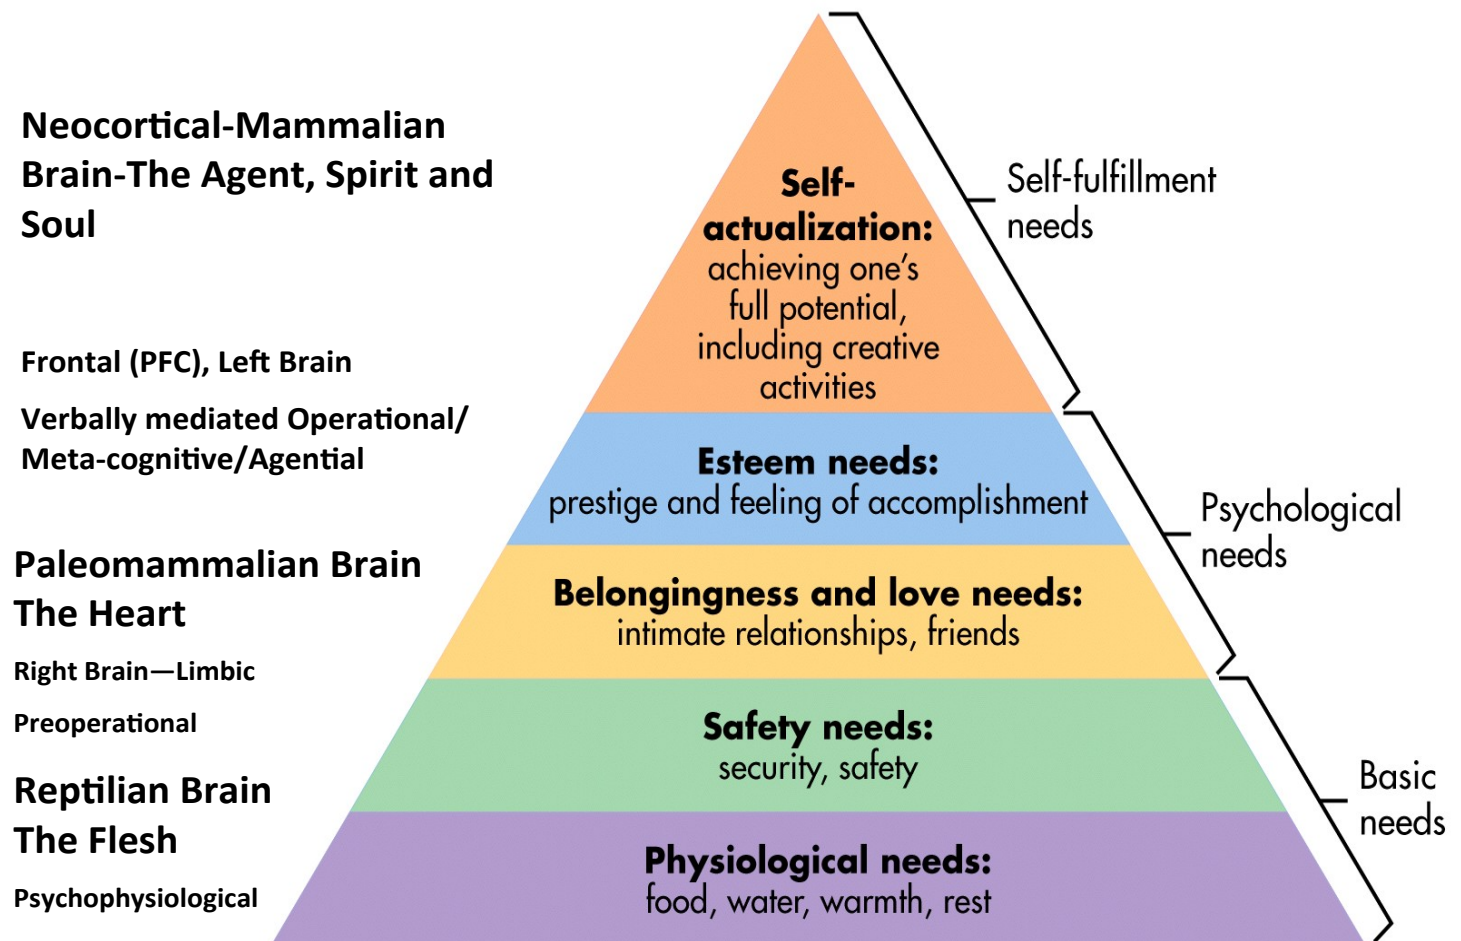 Neocortical-Mammalian
Brain-The Agent, Spirit and
Soul
Frontal (PFC), Left Brain
Verbally mediated Operational/
Meta-cognitive/Agential
Paleomammalian Brain
The Heart
Right Brain—Limbic
Preoperational
Reptilian Brain
The Flesh
Psychophysiological
Self-
actualization:
achieving one’s
full potential,
including creative
activities
Esteem needs:
prestige and feeling of accomplishment
Belongingness and love needs:
intimate relationships, friends
Safety needs:
security, safety
Physiological needs:
food, water, warmth, rest
Self-fulfillment
needs
Psychological
needs
Basic
needs